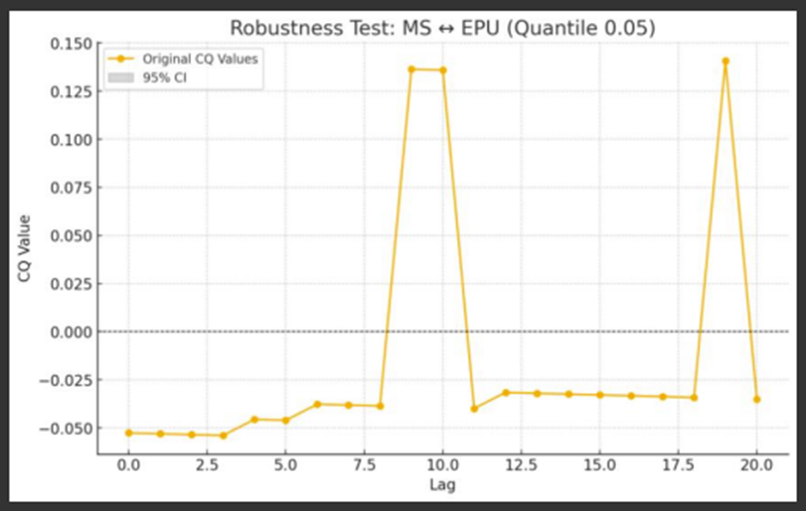 Robustness Test: MS ↔ EPU (Quantile 0.05)
Original CQ Values
95% CI
0.150
0.125
0.100
0.075
0.050
0.025
0.000
−0.025
−0.050
CQ Value
0.0 2.5 5.0 7.5 10.0 12.5 15.0 17.5 20.0
Lag